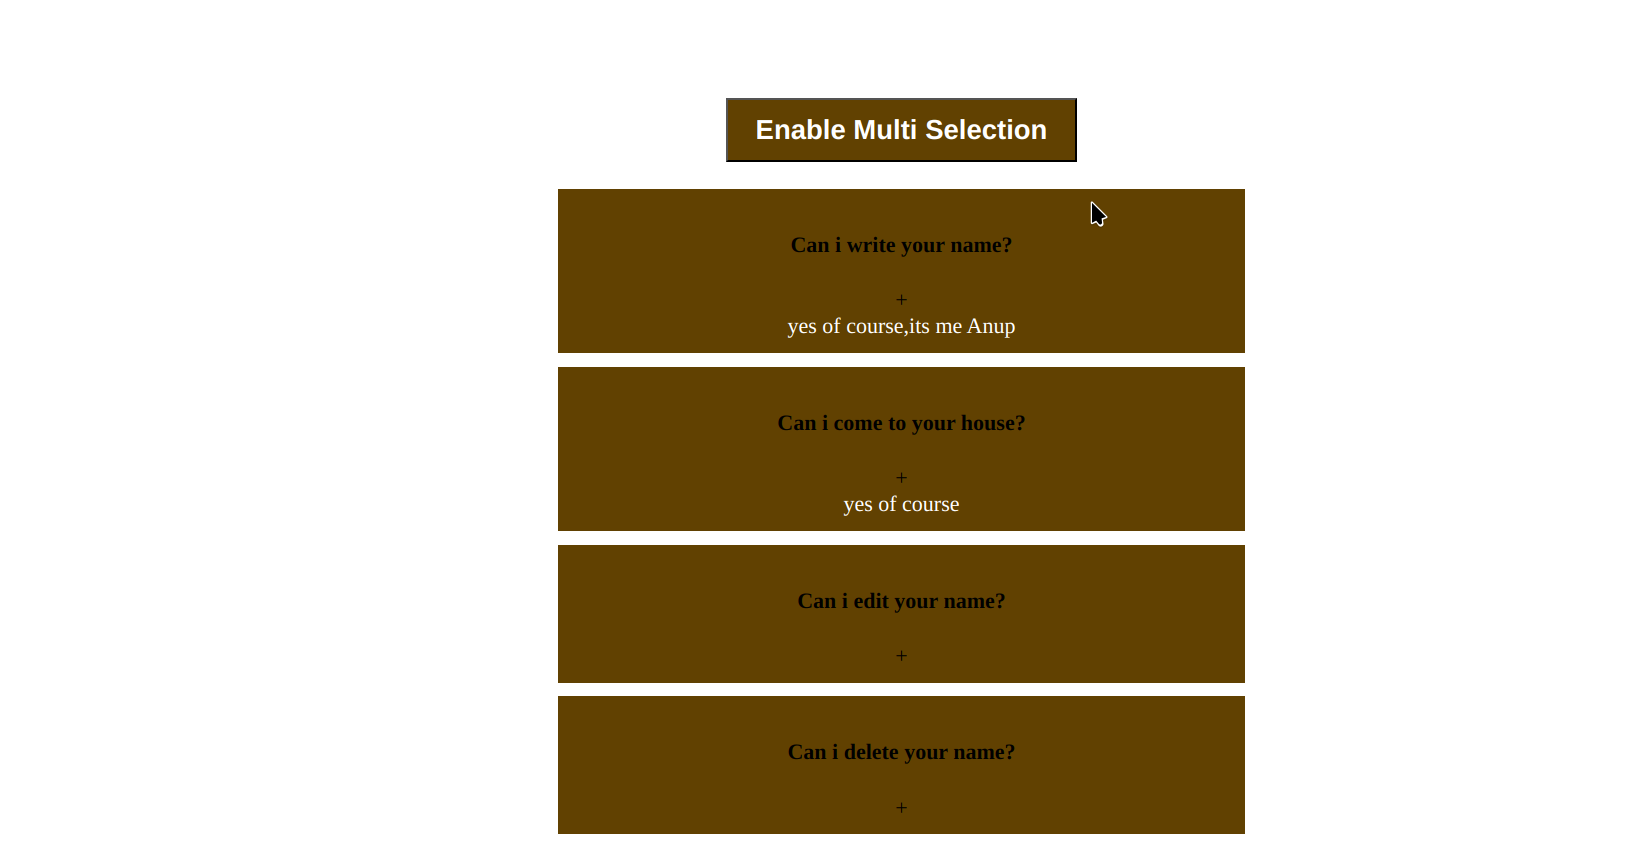 Enable Multi Selection
Can i write your name?
+
yes of course,its me Anup
Can i come to your house?
+
yes of course
Can i edit your name?
+
Can i delete your name?
+